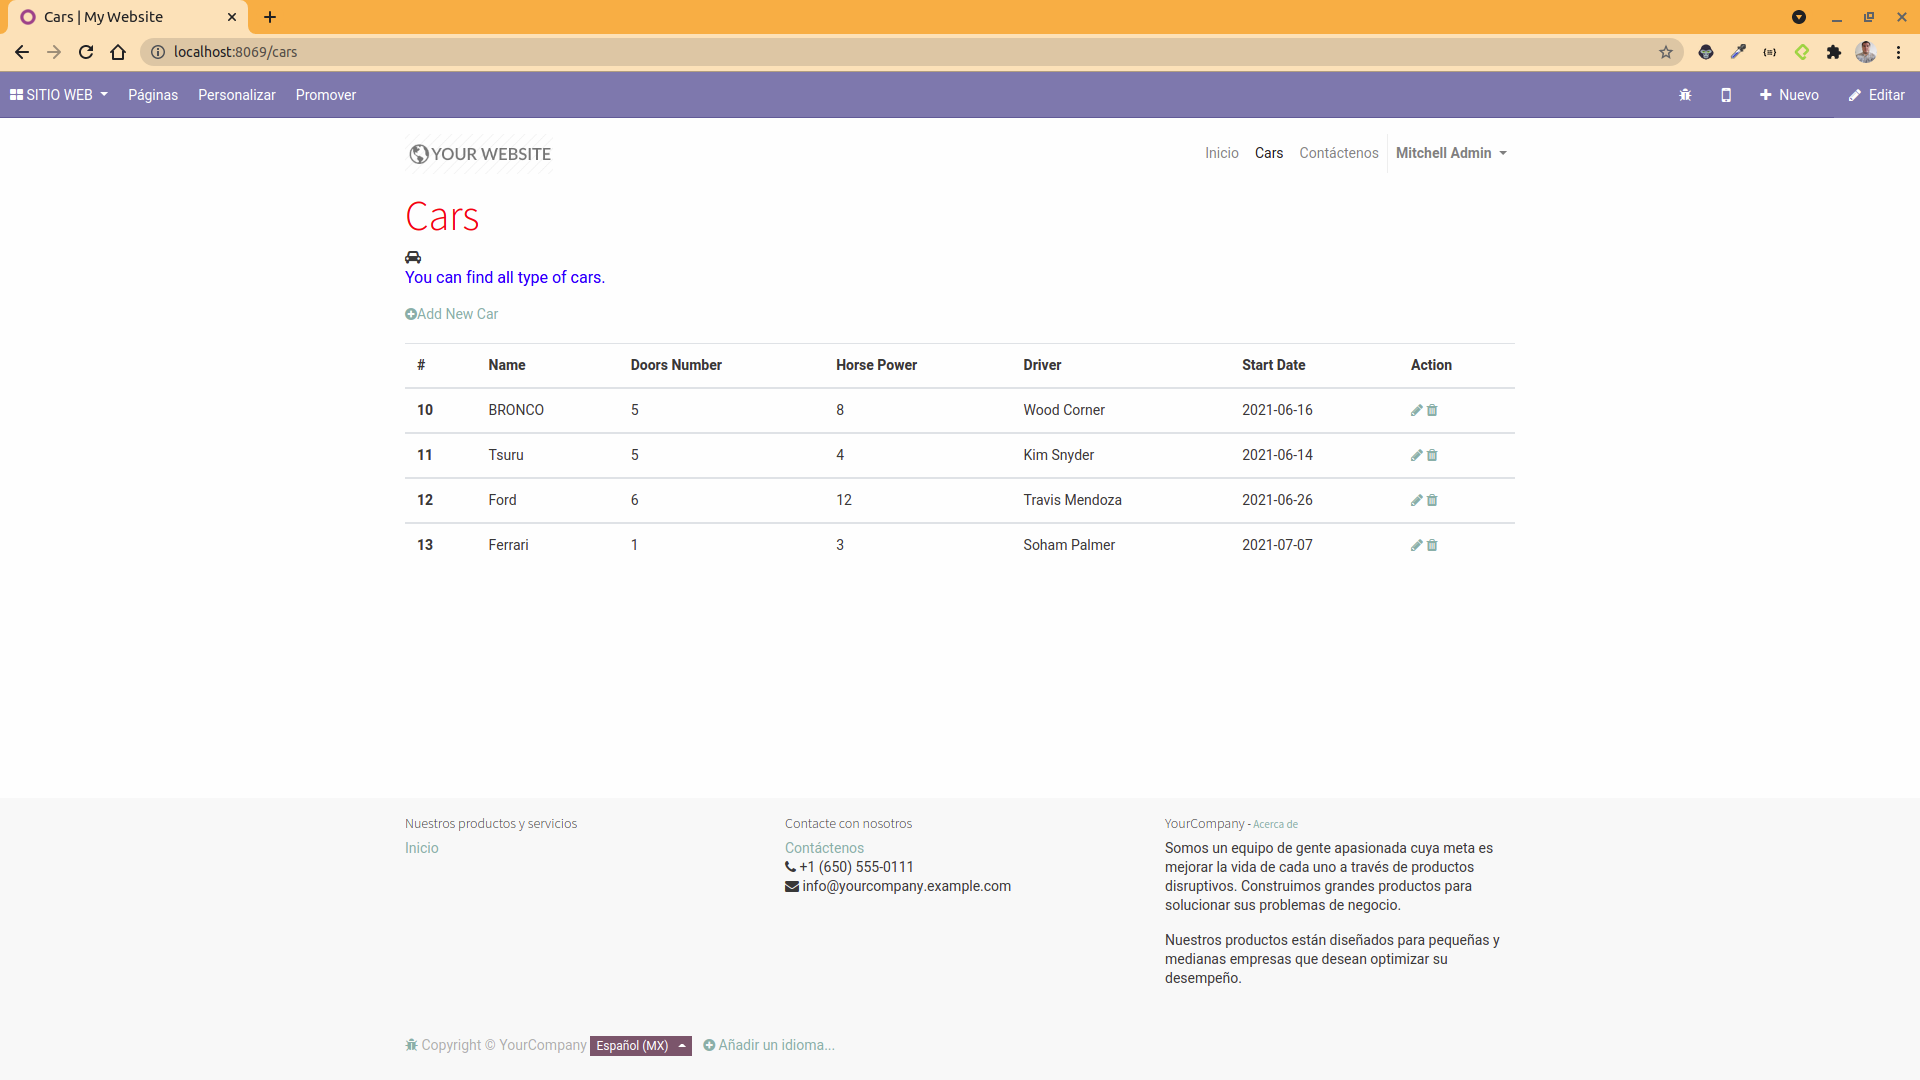 Cars | My Website
localhost:8069/cars
SITIO WEB Páginas Personalizar Promover Nuevo Editar
YOUR WEBSITE Inicio Cars Contáctenos Mitchell Admin
Cars
You can find all type of cars.
Add New Car
# Name Doors Number Horse Power Driver Start Date Action
10 BRONCO 5 8 Wood Corner 2021-06-16
11 Tsuru 5 4 Kim Snyder 2021-06-14
12 Ford 6 12 Travis Mendoza 2021-06-26
13 Ferrari 1 3 Soham Palmer 2021-07-07
Nuestros productos y servicios
Inicio
Contacte con nosotros
Contáctenos
+1 (650) 555-0111
info@yourcompany.example.com
YourCompany - Acerca de
Somos un equipo de gente apasionada cuya meta es
mejorar la vida de cada uno a través de productos
disruptivos. Construimos grandes productos para
solucionar sus problemas de negocio.
Nuestros productos están diseñados para pequeñas y
medianas empresas que desean optimizar su
desempeño.
Copyright © YourCompany Español (MX) Añadir un idioma...